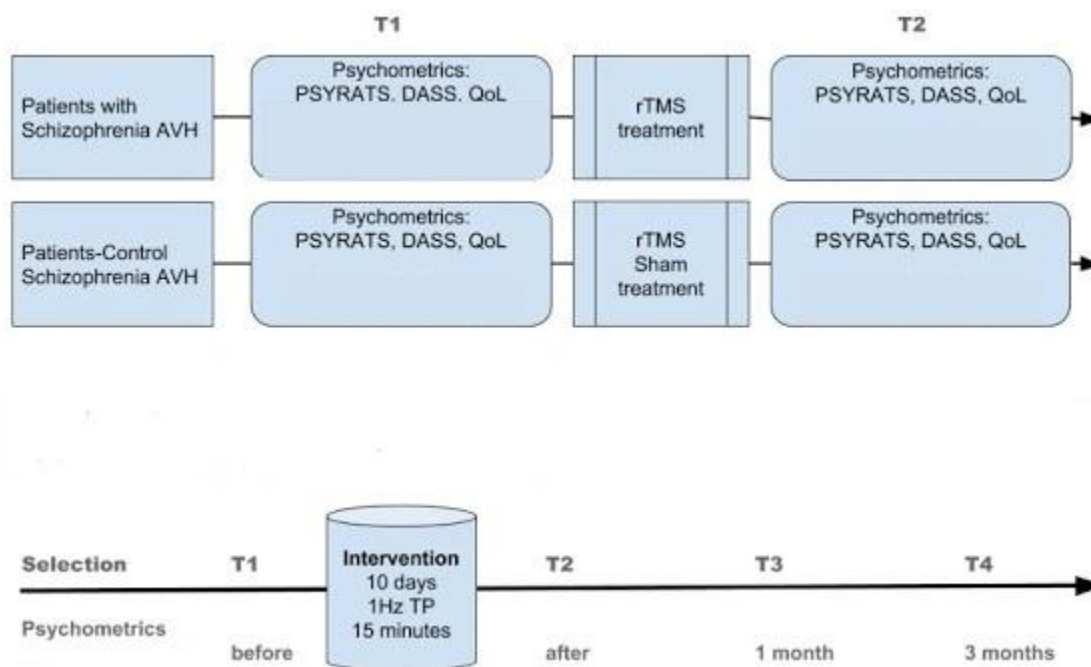 T1 T2
Patients with
Schizophrenia AVH
Psychometrics:
PSYRATS. DASS. QoL
rTMS
treatment
Psychometrics:
PSYRATS, DASS, QoL
Patients-Control
Schizophrenia AVH
Psychometrics:
PSYRATS, DASS, QoL
rTMS
Sham
treatment
Psychometrics:
PSYRATS, DASS, QoL
Selection T1
Intervention
10 days
1Hz TP
15 minutes
T2 T3 T4
Psychometrics
before after 1 month 3 months